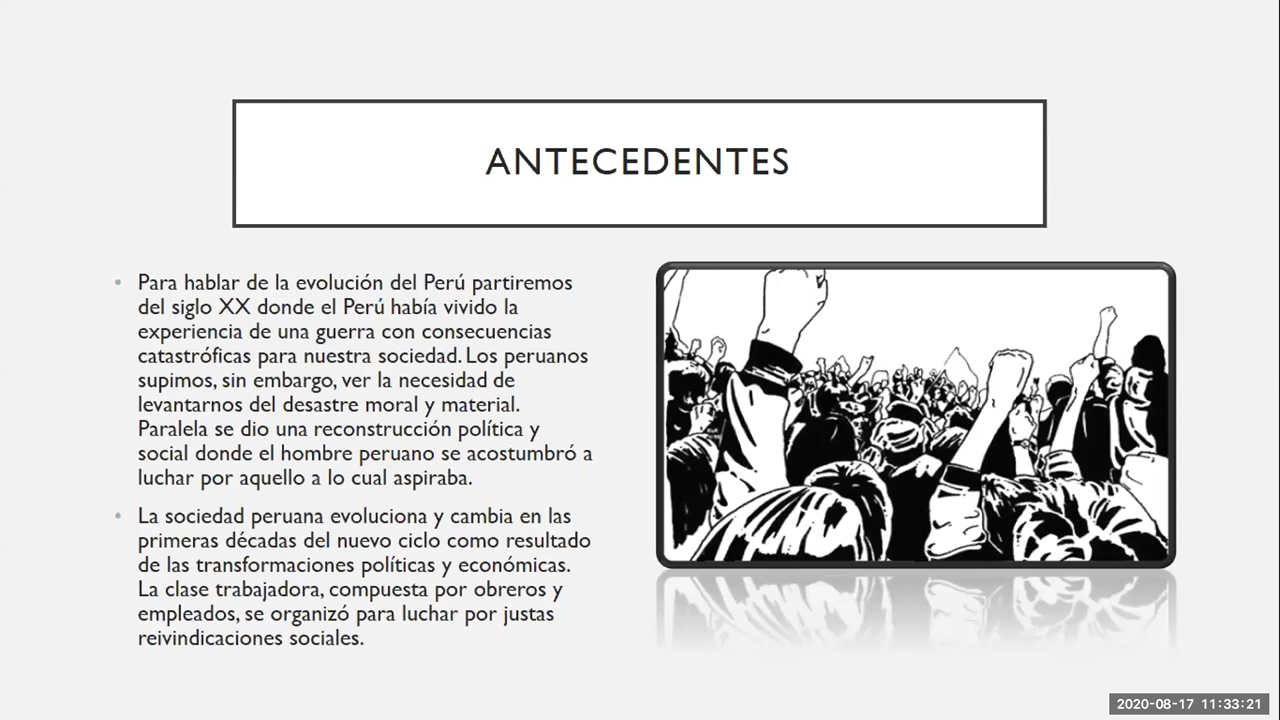 ANTECEDENTES
• Para hablar de la evolución del Perú partiremos
del siglo XX donde el Perú había vivido la
experiencia de una guerra con consecuencias
catastróficas para nuestra sociedad. Los peruanos
supimos, sin embargo, ver la necesidad de
levantarnos del desastre moral y material.
Paralela se dio una reconstrucción política y
social donde el hombre peruano se acostumbró a
luchar por aquello a lo cual aspiraba.
• La sociedad peruana evoluciona y cambia en las
primeras décadas del nuevo ciclo como resultado
de las transformaciones políticas y económicas.
La clase trabajadora, compuesta por obreros y
empleados, se organizó para luchar por justas
reivindicaciones sociales.
2020-08-17 11:33:21